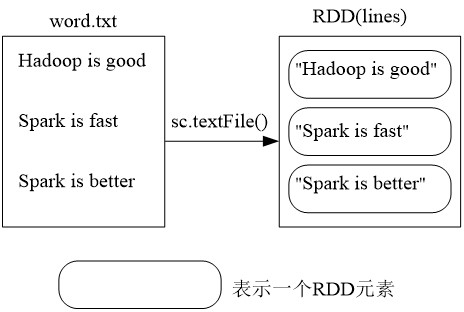 word.txt
Hadoop is good
Spark is fast
Spark is better
sc.textFile()
RDD(lines)
"Hadoop is good"
"Spark is fast"
"Spark is better"
表示一个RDD元素